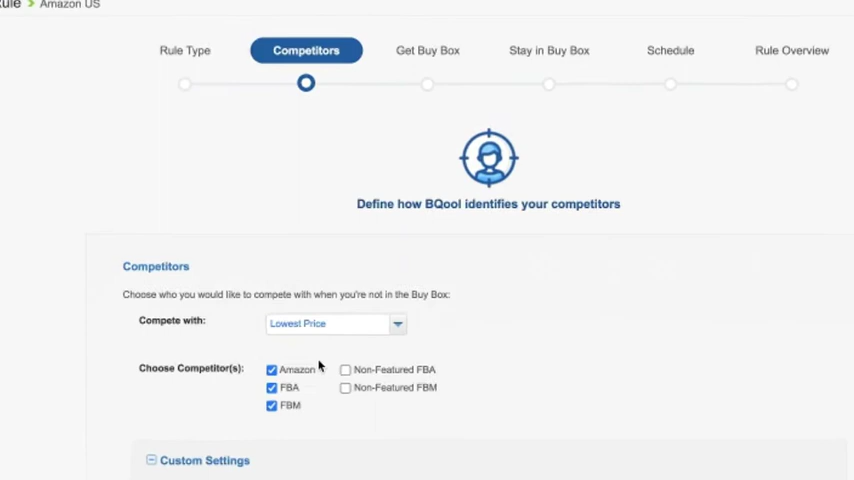 Rule > Amazon US
Rule Type Competitors Get Buy Box Stay in Buy Box Schedule Rule Overview
Define how BQool identifies your competitors
Competitors
Choose who you would like to compete with when you're not in the Buy Box:
Compete with: Lowest Price
Choose Competitor(s): Amazon Non-Featured FBA
FBA Non-Featured FBM
FBM
Custom Settings